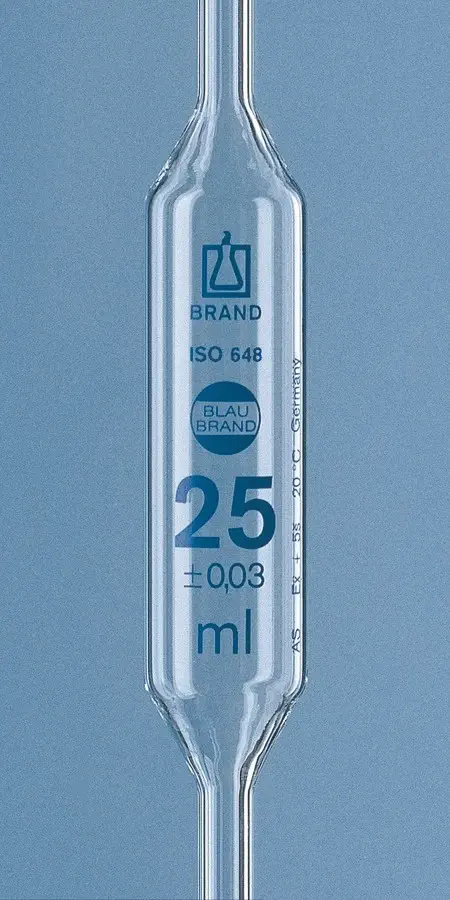 BRAND
ISO 648
BLAU
BRAND
25
±0,03
ml
AS Ex + 5s 20 °C Germany